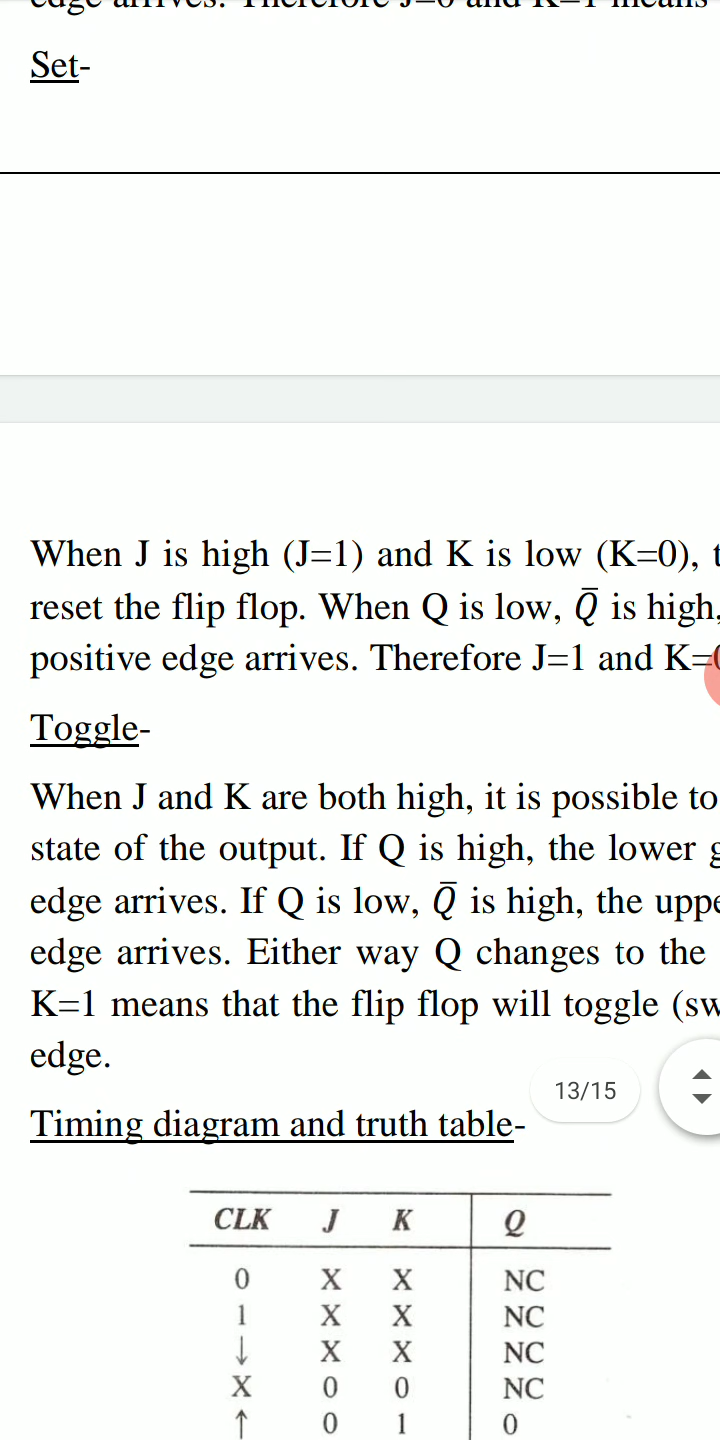 Set-
When J is high (J=1) and K is low (K=0),
reset the flip flop. When Q is low, Q̅ is high,
positive edge arrives. Therefore J=1 and K=
Toggle-
When J and K are both high, it is possible to
state of the output. If Q is high, the lower
edge arrives. If Q is low, Q̅ is high, the uppe
edge arrives. Either way Q changes to the
K=1 means that the flip flop will toggle (sw
edge.
13/15
Timing diagram and truth table-
CLK J K Q
0 X X NC
1 X X NC
↓ X X NC
X 0 0 NC
↑ 0 1 0